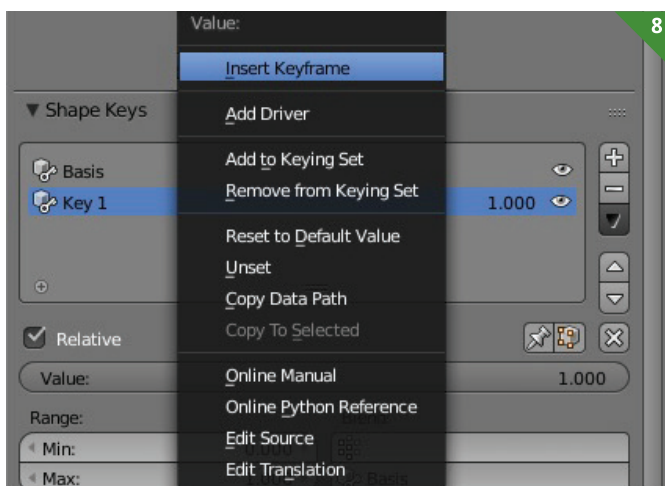 Value:
8
Insert Keyframe
Shape Keys
Add Driver
Add to Keying Set
Basis
Remove from Keying Set
Key 1
1.000
Reset to Default Value
Unset
Copy Data Path
Relative
Copy To Selected
Value:
1.000
Online Manual
Range:
Online Python Reference
Min:
Edit Source
Max:
Edit Translation